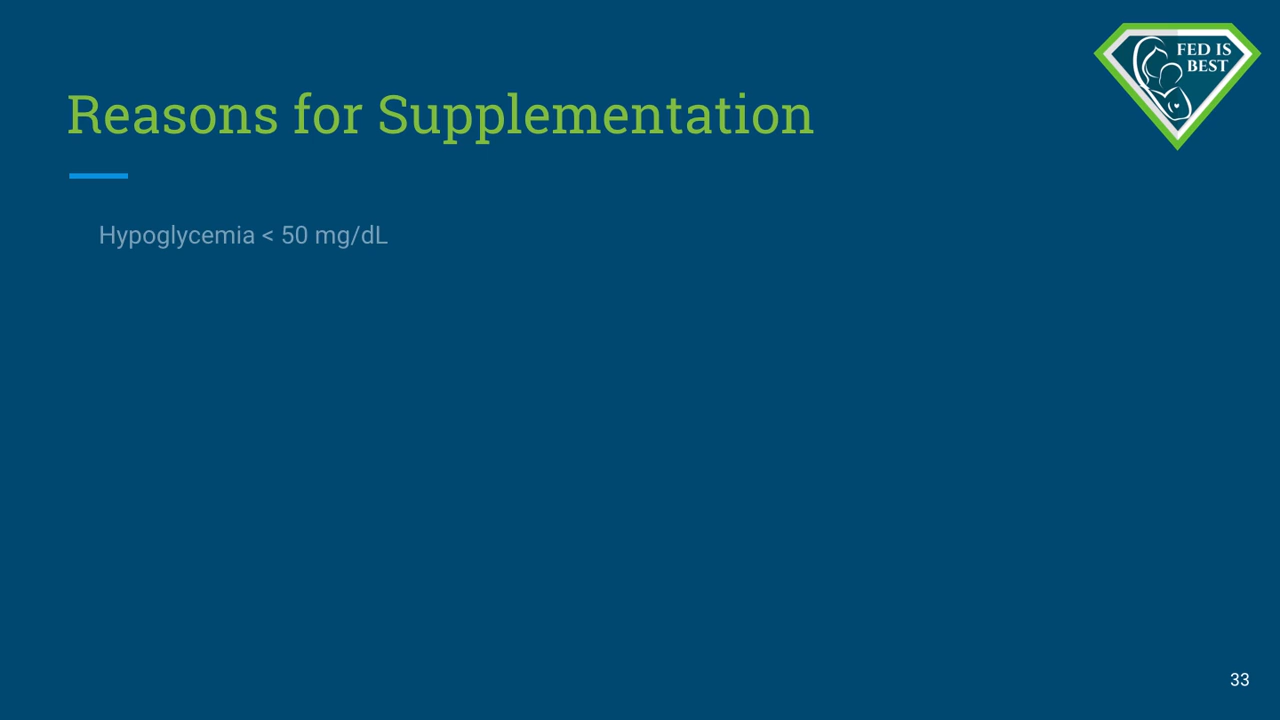 FED IS
BEST
Reasons for Supplementation
Hypoglycemia < 50 mg/dL
33